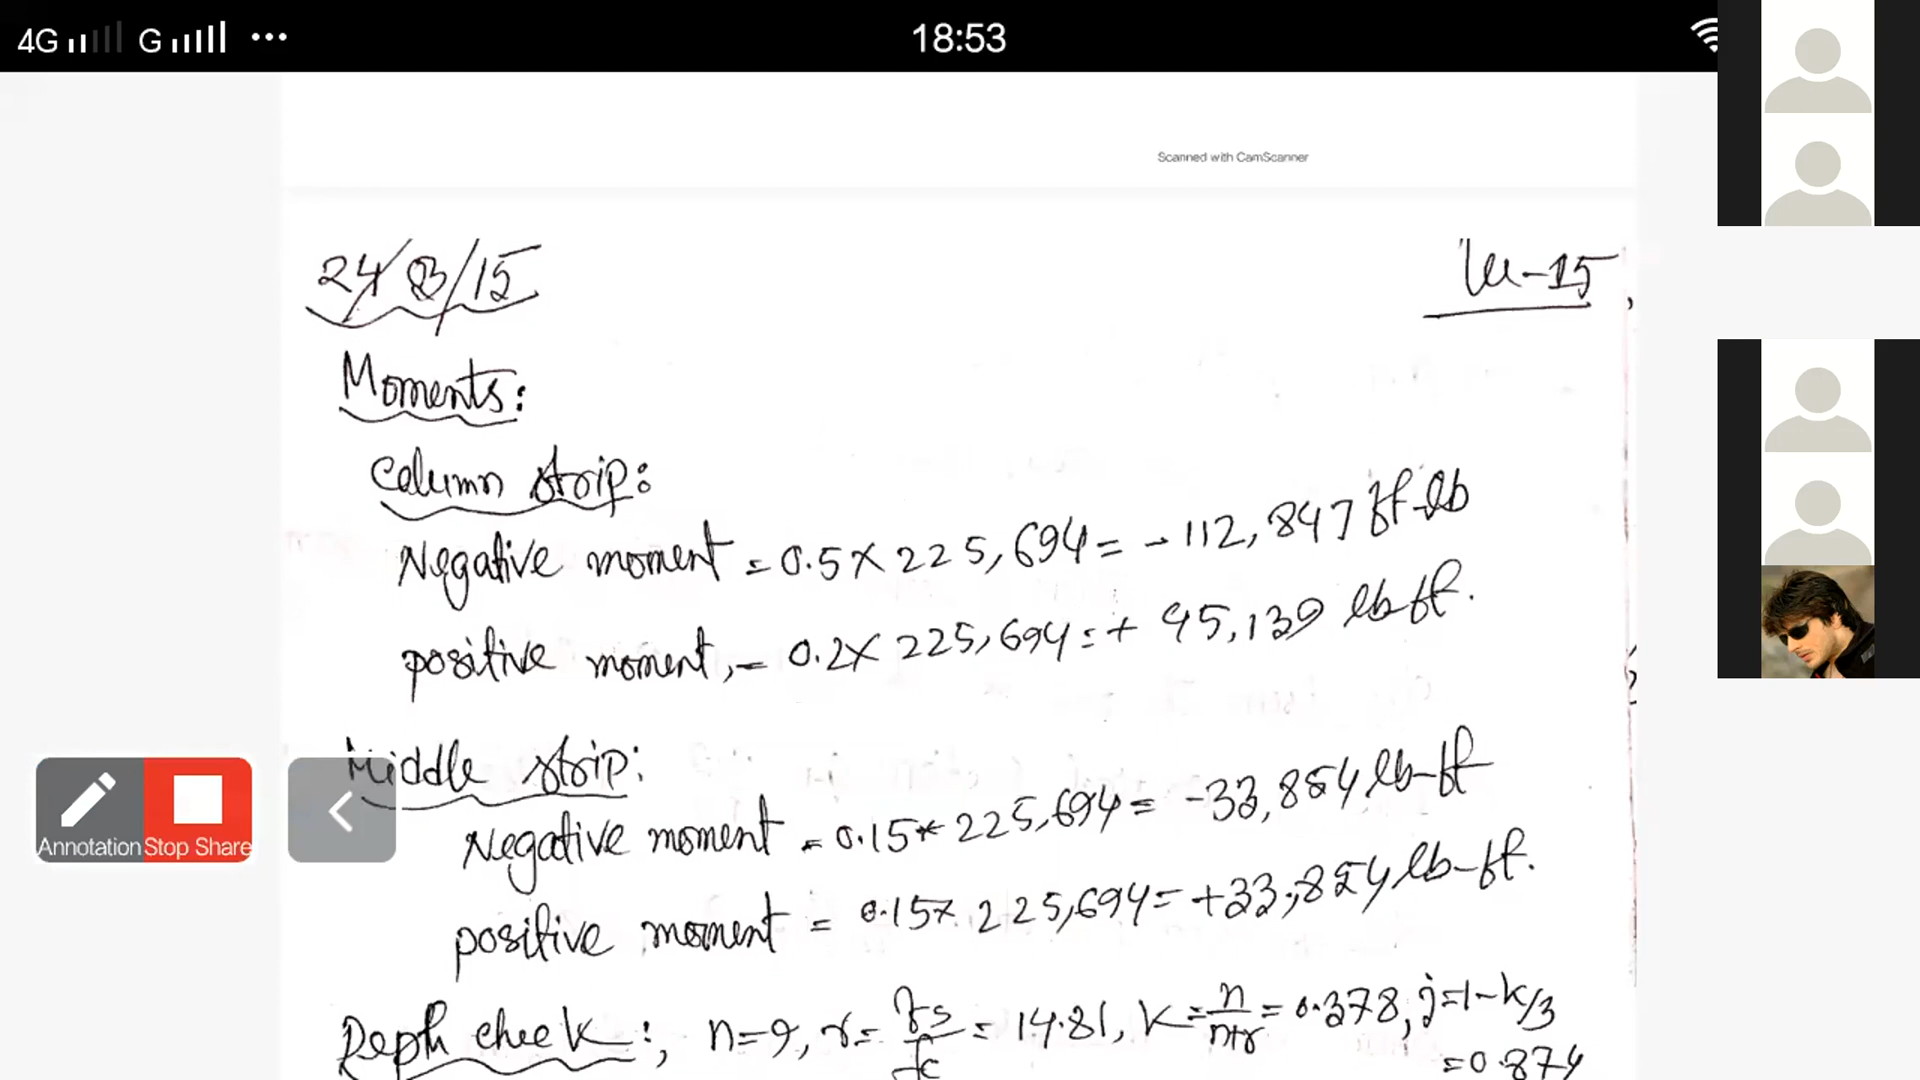 4G G ... 18:53
Scanned with CamScanner
24/8/15
Lec-15
Moments:
Column strip:
Negative moment = 0.5 × 225,694 = - 112,847 ft-lb
positive moment, = 0.2 × 225,694 = + 45,139 lb ft.
Middle strip:
Negative moment = 0.15 * 225,694 = -33,854 lb-ft
positive moment = 0.15 × 225,694 = +33,854 lb-ft.
Annotation Stop Share
Deph check:, n=9, r = fs/fc = 14.81, K = n/n+r = 0.378, j=1-k/3
=0.874